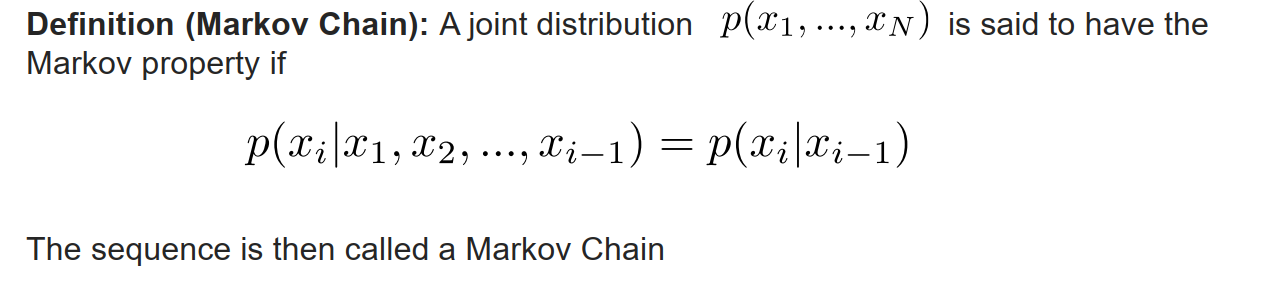 Definition (Markov Chain): A joint distribution p(x₁, ..., x_N) is said to have the
Markov property if
p(xᵢ|x₁, x₂, ..., xᵢ₋₁) = p(xᵢ|xᵢ₋₁)
The sequence is then called a Markov Chain